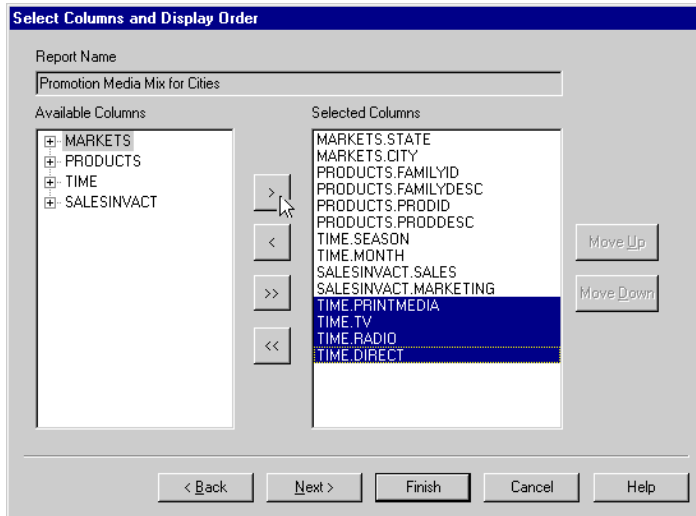 Select Columns and Display Order
Report Name
Promotion Media Mix for Cities
Available Columns
MARKETS
PRODUCTS
TIME
SALESINVACT
>
<
>>
<<
Selected Columns
MARKETS.STATE
MARKETS.CITY
PRODUCTS.FAMILYID
PRODUCTS.FAMILYDESC
PRODUCTS.PRODID
PRODUCTS.PRODDESC
TIME.SEASON
TIME.MONTH
SALESINVACT.SALES
SALESINVACT.MARKETING
TIME.PRINTMEDIA
TIME.TV
TIME.RADIO
TIME.DIRECT
Move Up
Move Down
< Back Next > Finish Cancel Help